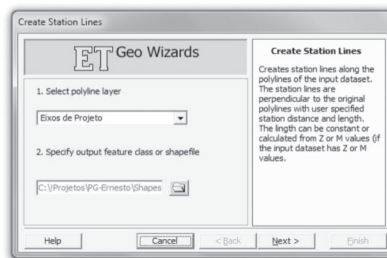 Create Station Lines
ET Geo Wizards
1. Select polyline layer
Eixos de Projeto
2. Specify output feature class or shapefile
C:\!Projetos\PG-Ernesto\Shapes
Create Station Lines
Creates station lines along the
polylines of the input dataset.
The station lines are
perpendicular to the original
polylines with user specified
station distance and length.
The lingth can be constant or
calculated from Z or M values (if
the input dataset has Z or M
values.
Help
Cancel
< Back
Next >
Finish